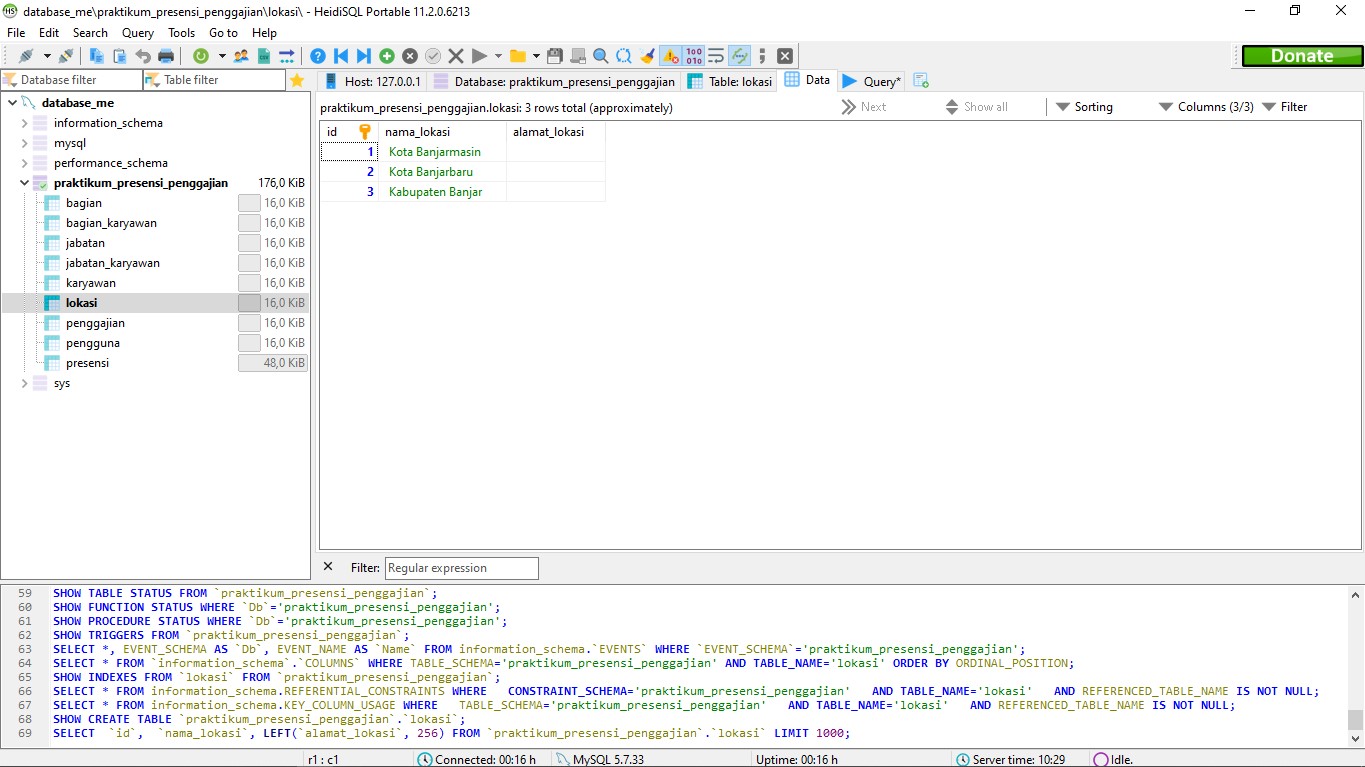 database_me\praktikum_presensi_penggajian\lokasi\ - HeidiSQL Portable 11.2.0.6213
File Edit Search Query Tools Go to Help
Donate
Database filter Table filter
Host: 127.0.0.1 Database: praktikum_presensi_penggajian Table: lokasi Data Query*
database_me
information_schema
mysql
performance_schema
praktikum_presensi_penggajian 176,0 KiB
bagian 16,0 KiB
bagian_karyawan 16,0 KiB
jabatan 16,0 KiB
jabatan_karyawan 16,0 KiB
karyawan 16,0 KiB
lokasi 16,0 KiB
penggajian 16,0 KiB
pengguna 16,0 KiB
presensi 48,0 KiB
sys
praktikum_presensi_penggajian.lokasi: 3 rows total (approximately) Next Show all Sorting Columns (3/3) Filter
id nama_lokasi alamat_lokasi
1 Kota Banjarmasin
2 Kota Banjarbaru
3 Kabupaten Banjar
Filter: Regular expression
59 SHOW TABLE STATUS FROM `praktikum_presensi_penggajian`;
60 SHOW FUNCTION STATUS WHERE `Db`='praktikum_presensi_penggajian';
61 SHOW PROCEDURE STATUS WHERE `Db`='praktikum_presensi_penggajian';
62 SHOW TRIGGERS FROM `praktikum_presensi_penggajian`;
63 SELECT *, EVENT_SCHEMA AS `Db`, EVENT_NAME AS `Name` FROM information_schema.`EVENTS` WHERE `EVENT_SCHEMA`='praktikum_presensi_penggajian';
64 SELECT * FROM `information_schema`.`COLUMNS` WHERE TABLE_SCHEMA='praktikum_presensi_penggajian' AND TABLE_NAME='lokasi' ORDER BY ORDINAL_POSITION;
65 SHOW INDEXES FROM `lokasi` FROM `praktikum_presensi_penggajian`;
66 SELECT * FROM information_schema.REFERENTIAL_CONSTRAINTS WHERE CONSTRAINT_SCHEMA='praktikum_presensi_penggajian' AND TABLE_NAME='lokasi' AND REFERENCED_TABLE_NAME IS NOT NULL;
67 SELECT * FROM information_schema.KEY_COLUMN_USAGE WHERE TABLE_SCHEMA='praktikum_presensi_penggajian' AND TABLE_NAME='lokasi' AND REFERENCED_TABLE_NAME IS NOT NULL;
68 SHOW CREATE TABLE `praktikum_presensi_penggajian`.`lokasi`;
69 SELECT `id`, `nama_lokasi`, LEFT(`alamat_lokasi`, 256) FROM `praktikum_presensi_penggajian`.`lokasi` LIMIT 1000;
r1 : c1 Connected: 00:16 h MySQL 5.7.33 Uptime: 00:16 h Server time: 10:29 Idle.